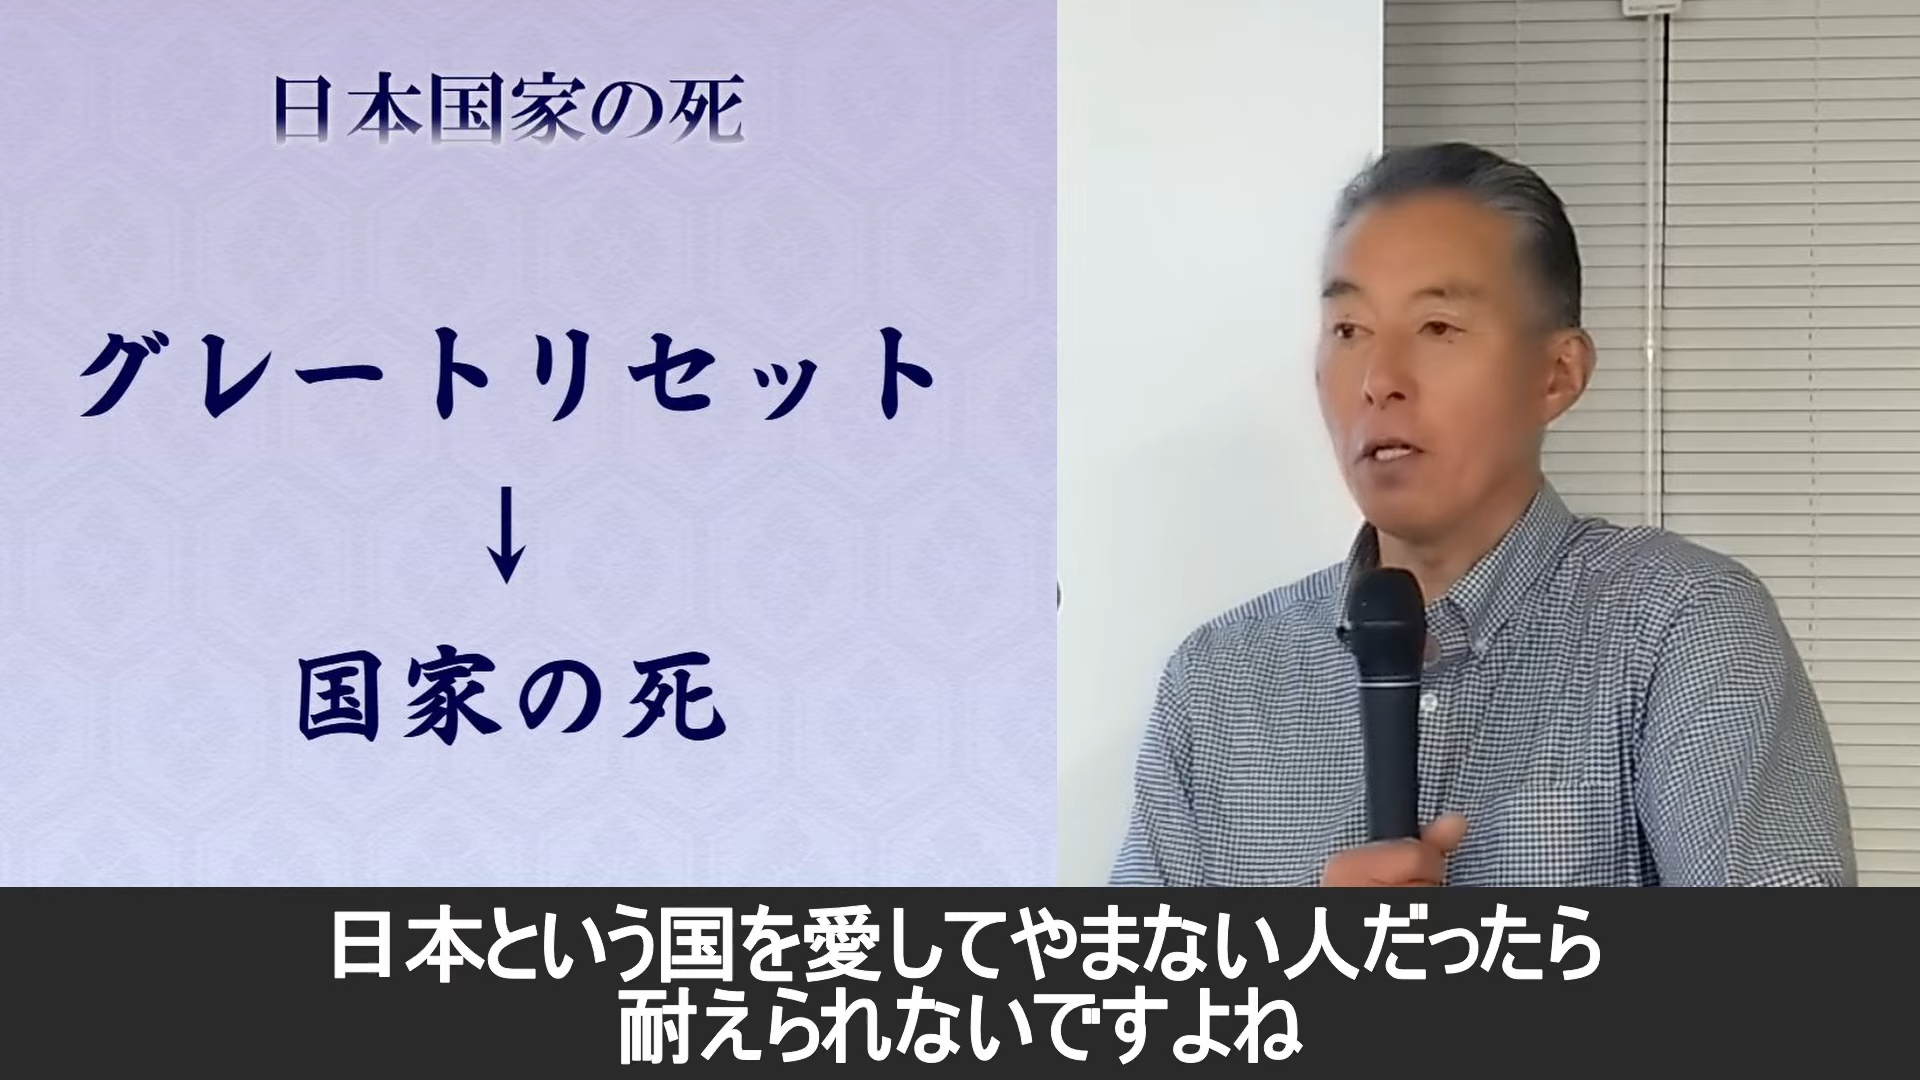 日本国家の死
グレートリセット
↓
国家の死
日本という国を愛してやまない人だったら
耐えられないですよね